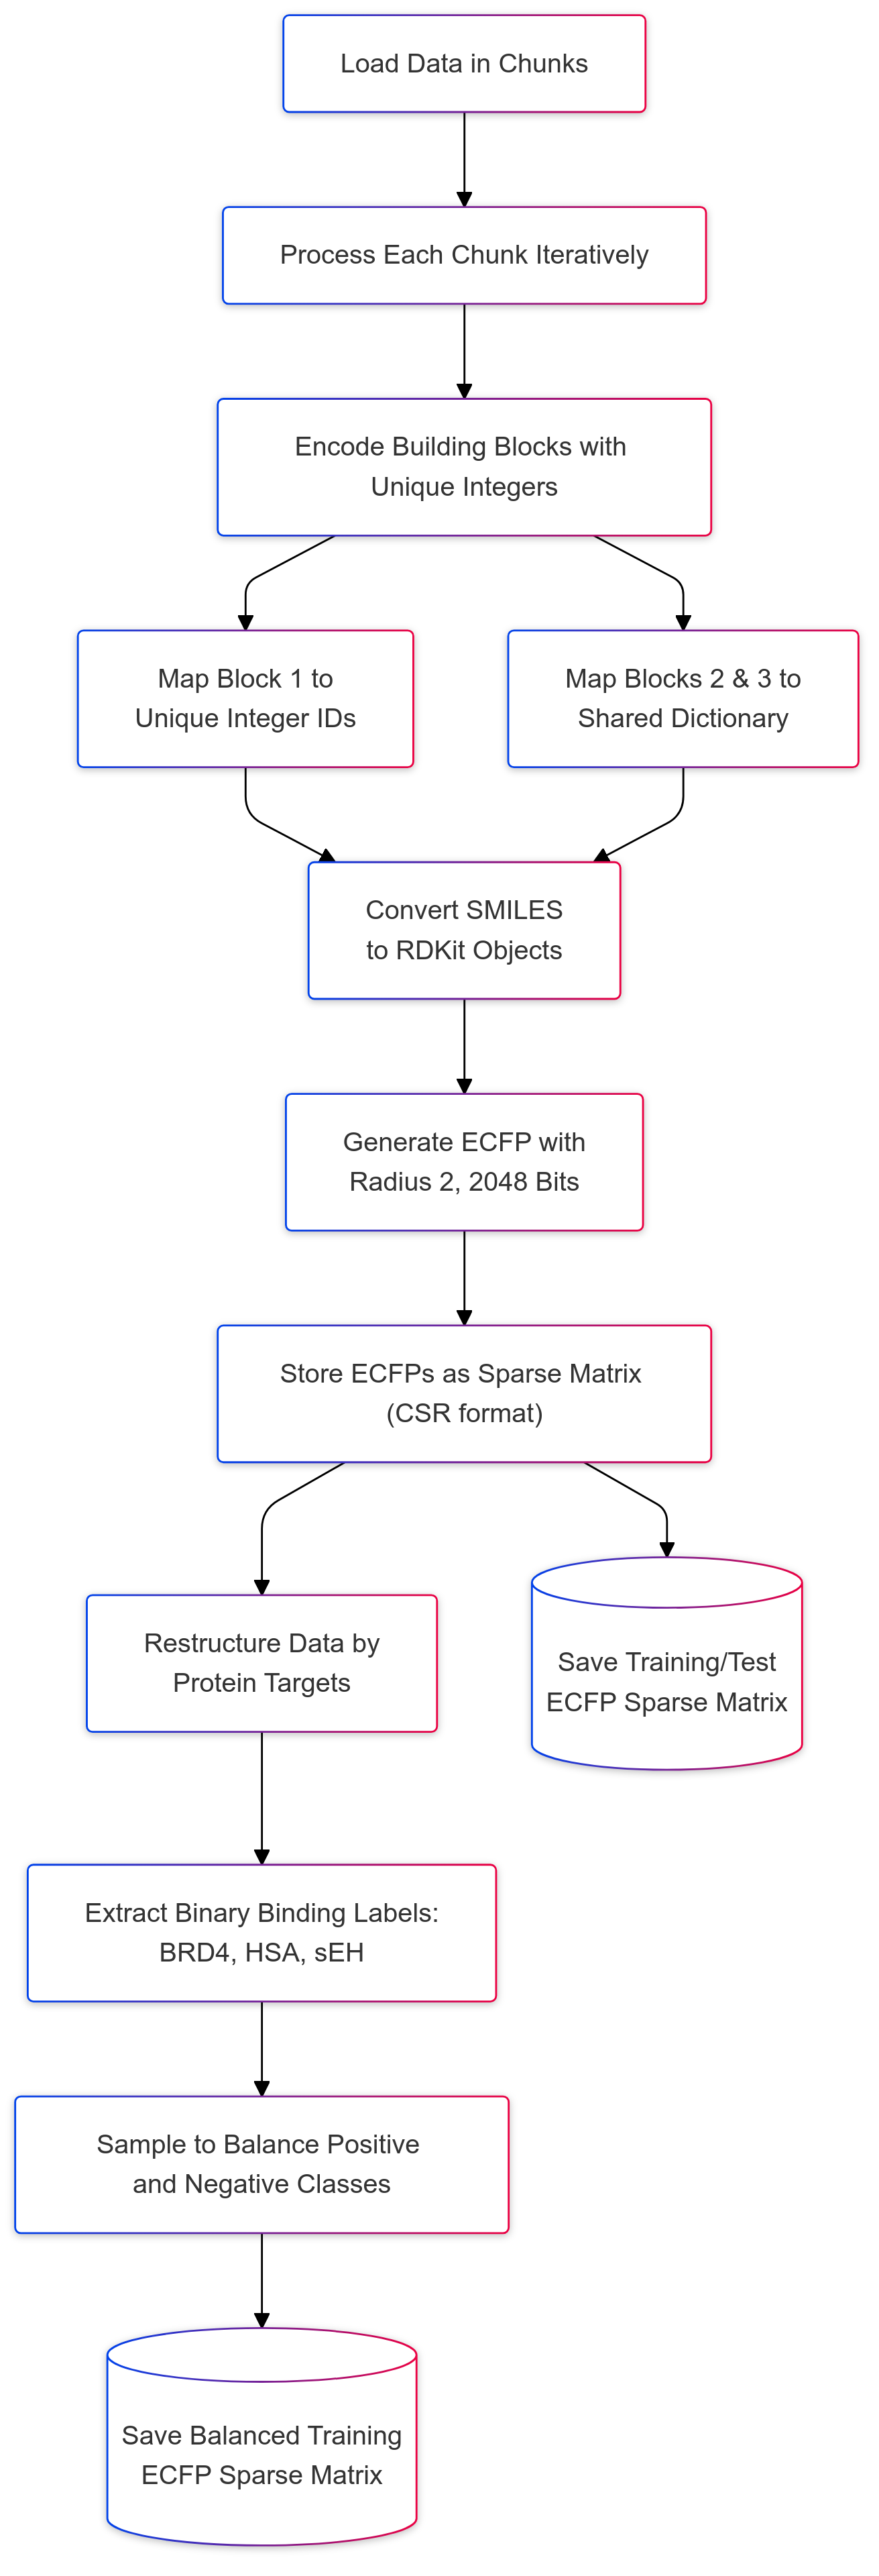 Load Data in Chunks
Process Each Chunk Iteratively
Encode Building Blocks with
Unique Integers
Map Block 1 to
Unique Integer IDs
Map Blocks 2 & 3 to
Shared Dictionary
Convert SMILES
to RDKit Objects
Generate ECFP with
Radius 2, 2048 Bits
Store ECFPs as Sparse Matrix
(CSR format)
Restructure Data by
Protein Targets
Save Training/Test
ECFP Sparse Matrix
Extract Binary Binding Labels:
BRD4, HSA, sEH
Sample to Balance Positive
and Negative Classes
Save Balanced Training
ECFP Sparse Matrix